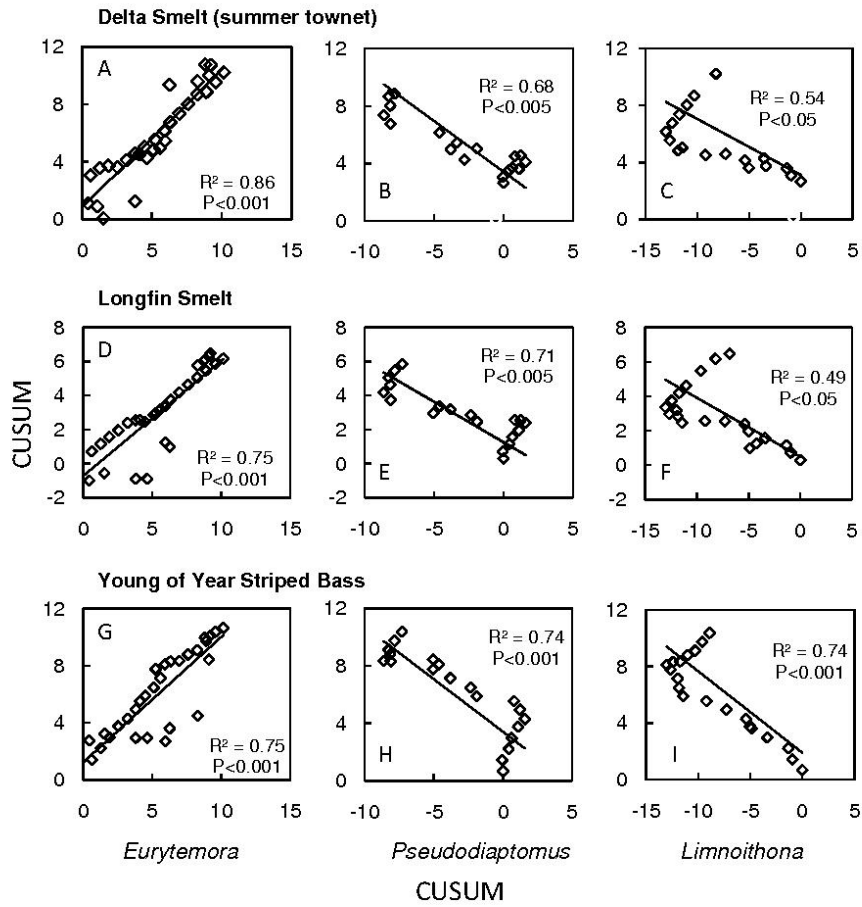 Delta Smelt (summer townet)
12
8
4
0
A
R² = 0.86
P<0.001
0 5 10 15
12
8
4
0
B
R² = 0.68
P<0.005
-10 -5 0 5
12
8
4
0
C
R² = 0.54
P<0.05
-15 -10 -5 0 5
Longfin Smelt
CUSUM
8
6
4
2
0
-2
D
R² = 0.75
P<0.001
0 5 10 15
8
6
4
2
0
-2
E
R² = 0.71
P<0.005
-10 -5 0 5
8
6
4
2
0
-2
F
R² = 0.49
P<0.05
-15 -10 -5 0 5
Young of Year Striped Bass
12
8
4
0
G
R² = 0.75
P<0.001
0 5 10 15
12
8
4
0
H
R² = 0.74
P<0.001
-10 -5 0 5
12
8
4
0
I
R² = 0.74
P<0.001
-15 -10 -5 0 5
Eurytemora
Pseudodiaptomus
Limnoithona
CUSUM